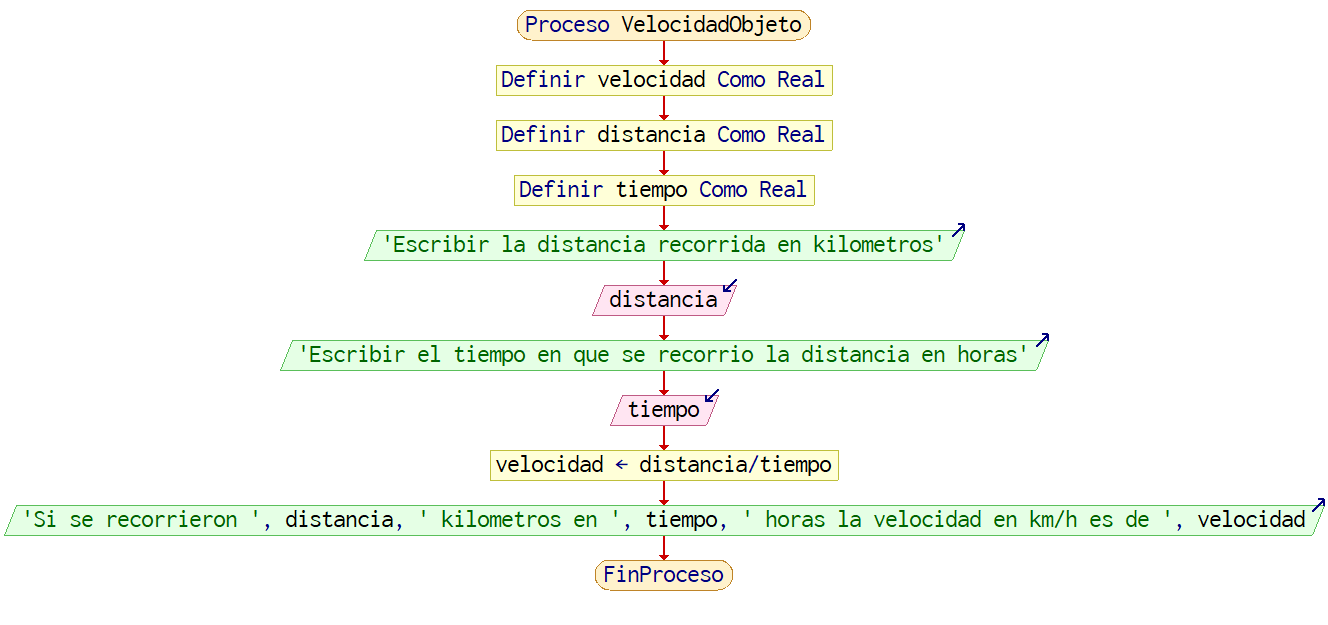 Proceso VelocidadObjeto
Definir velocidad Como Real
Definir distancia Como Real
Definir tiempo Como Real
'Escribir la distancia recorrida en kilometros'
distancia
'Escribir el tiempo en que se recorrio la distancia en horas'
tiempo
velocidad ← distancia/tiempo
'Si se recorrieron ', distancia, ' kilometros en ', tiempo, ' horas la velocidad en km/h es de ', velocidad
FinProceso